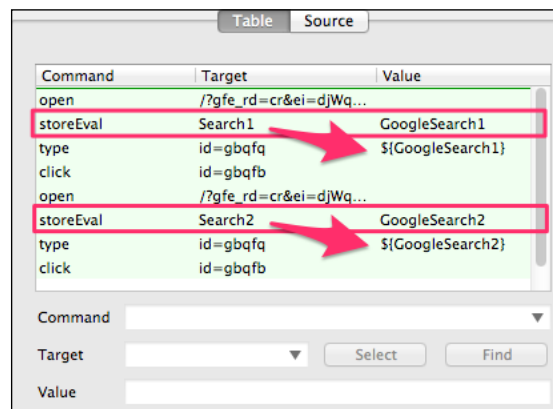 Table Source
Command Target Value
open /?gfe_rd=cr&ei=djWq...
storeEval Search1 GoogleSearch1
type id=gbqfq ${GoogleSearch1}
click id=gbqfb
open /?gfe_rd=cr&ei=djWq...
storeEval Search2 GoogleSearch2
type id=gbqfq ${GoogleSearch2}
click id=gbqfb
Command
Target Select Find
Value